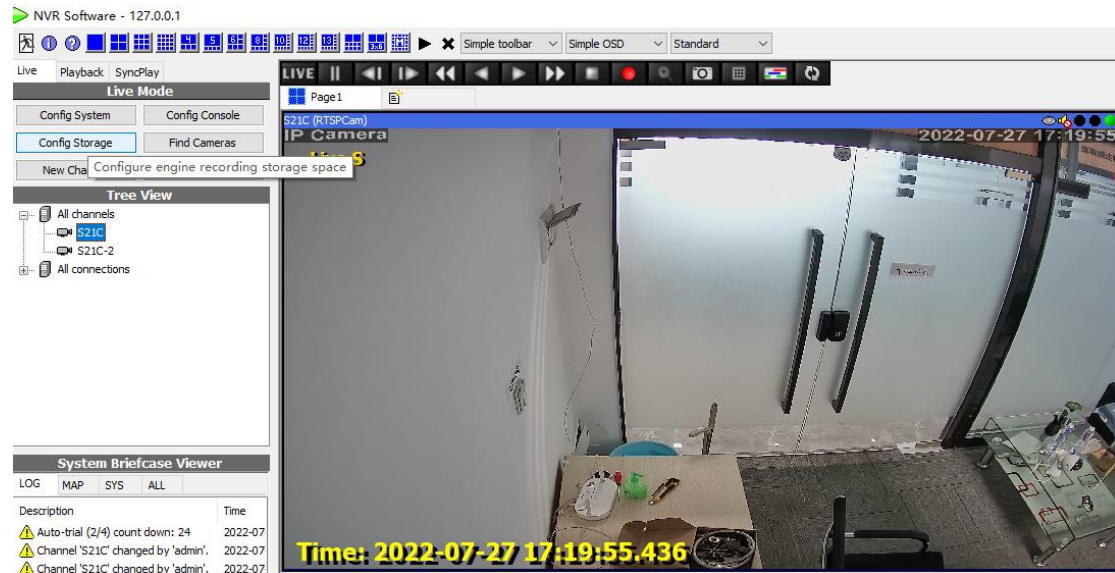 NVR Software - 127.0.0.1
Simple toolbar Simple OSD Standard
Live Playback SyncPlay
LIVE
Live Mode
Page1
Config System Config Console
S21C (RTSPCam)
IP Camera 2022-07-27 17:19:55
Config Storage Find Cameras
Configure engine recording storage space
New Cha
Tree View
All channels
S21C
S21C-2
All connections
System Briefcase Viewer
LOG MAP SYS ALL
Description Time
Auto-trial (2/4) count down: 24 2022-07
Channel 'S21C' changed by 'admin'. 2022-07
Channel 'S21C' changed by 'admin'. 2022-07
Time: 2022-07-27 17:19:55.436